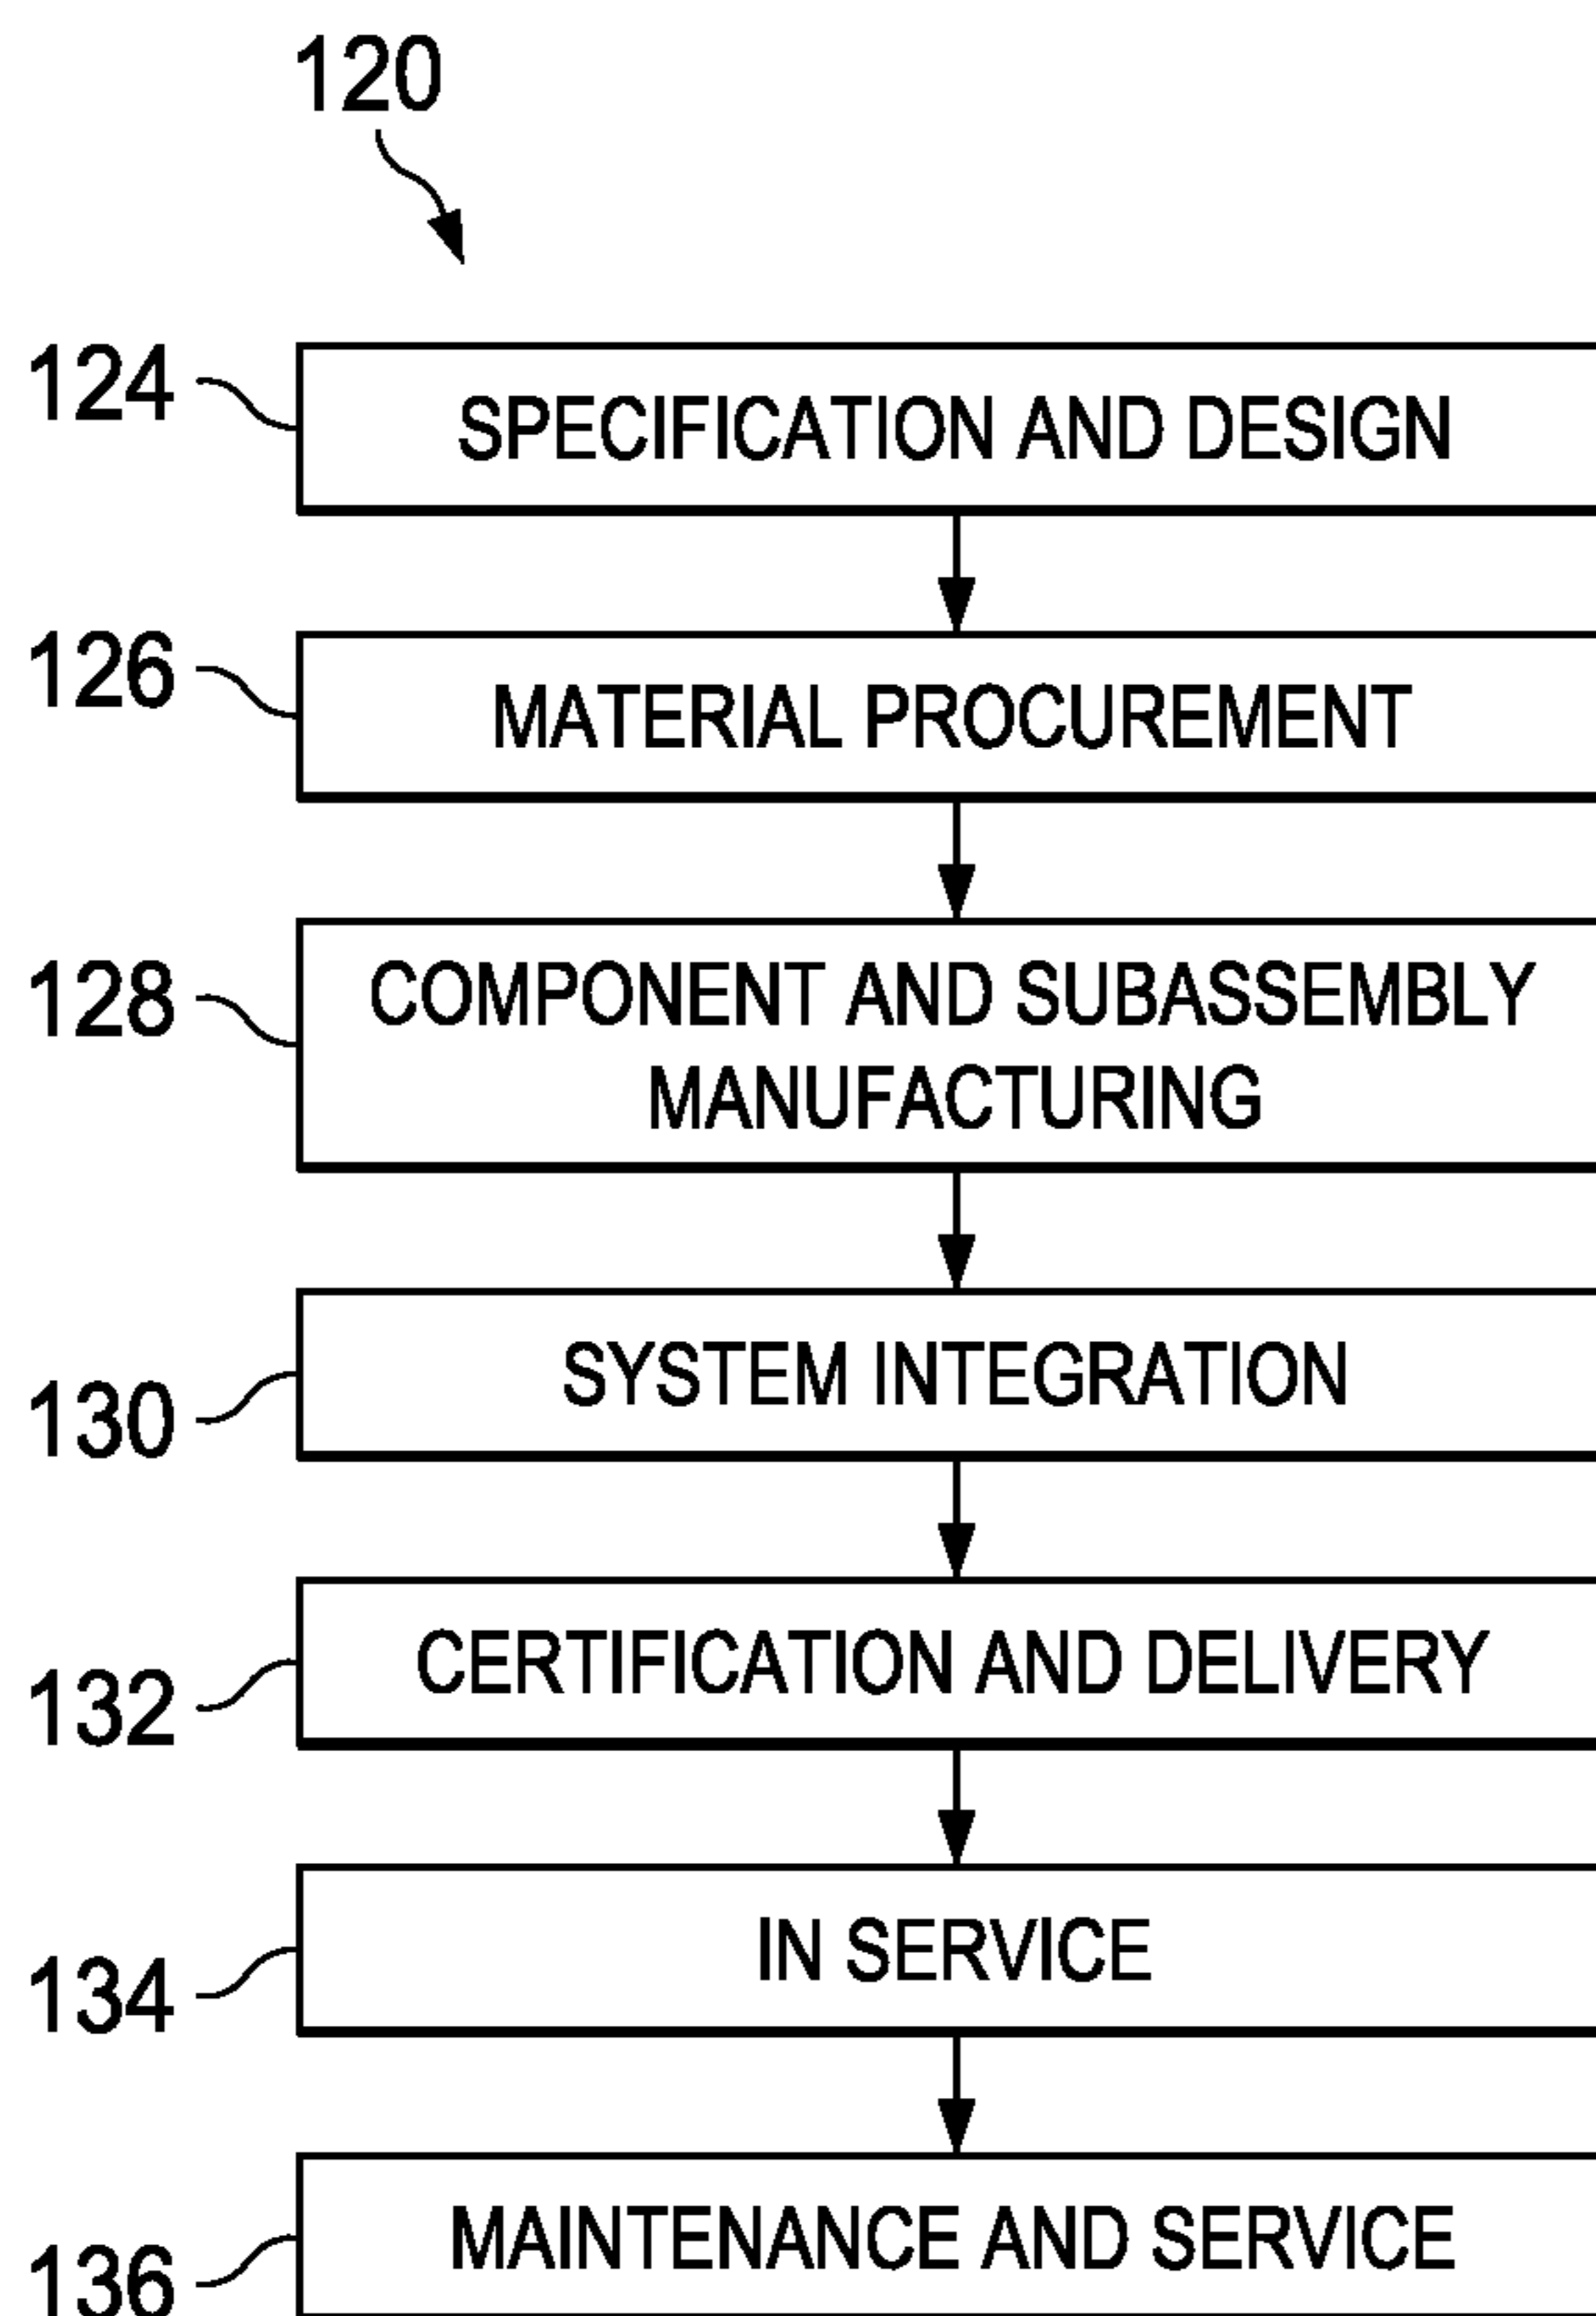 120
124
SPECIFICATION AND DESIGN
126
MATERIAL PROCUREMENT
128
COMPONENT AND SUBASSEMBLY
MANUFACTURING
130
SYSTEM INTEGRATION
132
CERTIFICATION AND DELIVERY
134
IN SERVICE
136
MAINTENANCE AND SERVICE